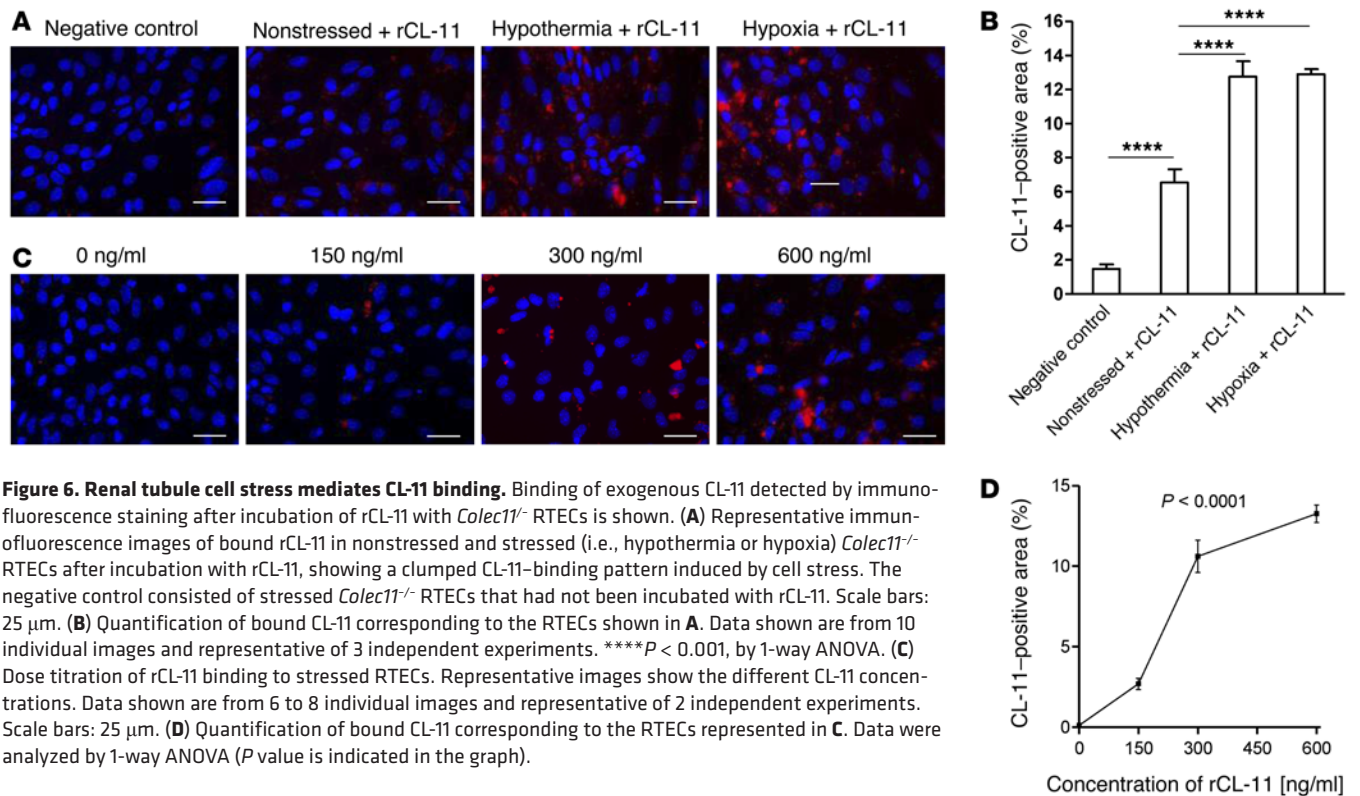 A
Negative control
Nonstressed + rCL-11
Hypothermia + rCL-11
Hypoxia + rCL-11
C
0 ng/ml
150 ng/ml
300 ng/ml
600 ng/ml
B
CL-11–positive area (%)
16
14
12
10
8
6
4
2
0
****
****
****
Negative control
Nonstressed + rCL-11
Hypothermia + rCL-11
Hypoxia + rCL-11
Figure 6. Renal tubule cell stress mediates CL-11 binding. Binding of exogenous CL-11 detected by immuno-
fluorescence staining after incubation of rCL-11 with Colec11/- RTECs is shown. (A) Representative immun-
ofluorescence images of bound rCL-11 in nonstressed and stressed (i.e., hypothermia or hypoxia) Colec11-/-
RTECs after incubation with rCL-11, showing a clumped CL-11–binding pattern induced by cell stress. The
negative control consisted of stressed Colec11-/- RTECs that had not been incubated with rCL-11. Scale bars:
25 μm. (B) Quantification of bound CL-11 corresponding to the RTECs shown in A. Data shown are from 10
individual images and representative of 3 independent experiments. ****P < 0.001, by 1-way ANOVA. (C)
Dose titration of rCL-11 binding to stressed RTECs. Representative images show the different CL-11 concen-
trations. Data shown are from 6 to 8 individual images and representative of 2 independent experiments.
Scale bars: 25 μm. (D) Quantification of bound CL-11 corresponding to the RTECs represented in C. Data were
analyzed by 1-way ANOVA (P value is indicated in the graph).
D
CL-11–positive area (%)
15
10
5
0
P < 0.0001
0
150
300
450
600
Concentration of rCL-11 [ng/ml]